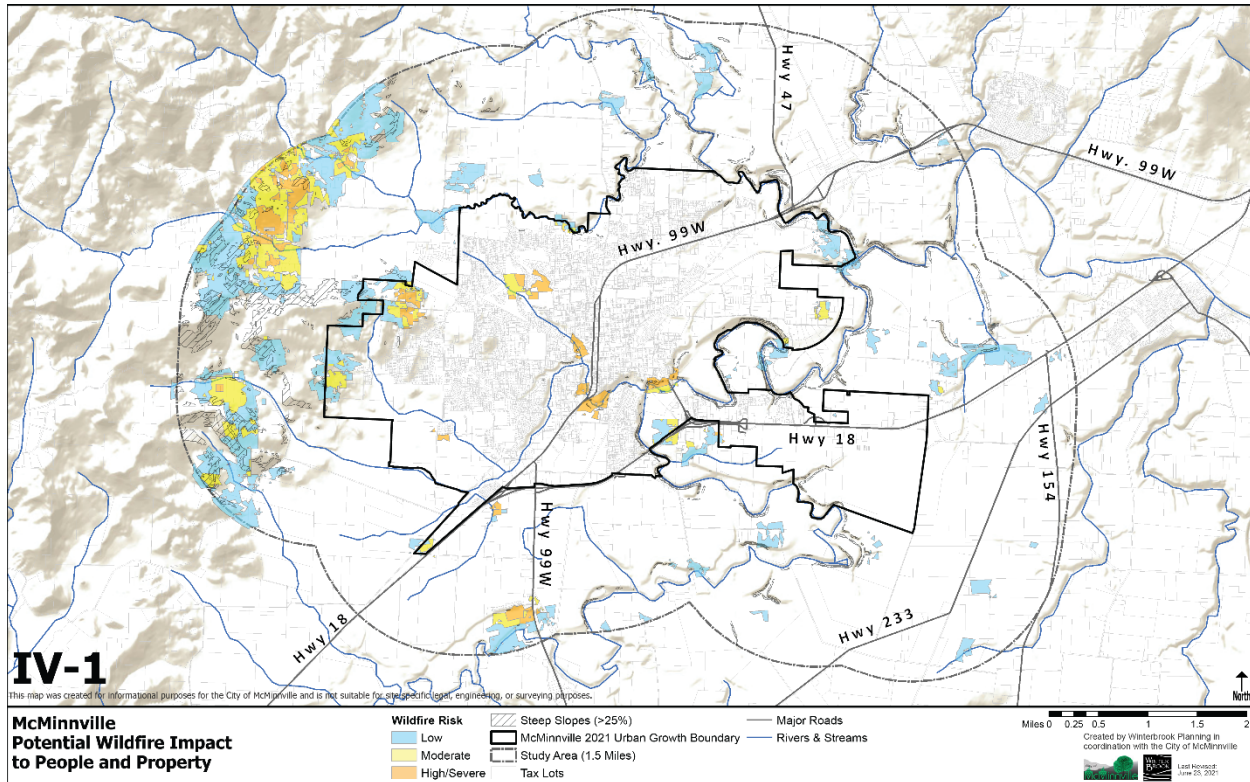 Hwy 47
Hwy. 99W
Hwy. 99W
Hwy 18
Hwy 154
Hwy 99W
Hwy 18
Hwy 233
IV-1
This map was created for informational purposes for the City of McMinnville and is not suitable for site specific legal, engineering, or surveying purposes.
North
McMinnville
Potential Wildfire Impact
to People and Property
Wildfire Risk
Low
Moderate
High/Severe
Steep Slopes (>25%)
McMinnville 2021 Urban Growth Boundary
Study Area (1.5 Miles)
Tax Lots
Major Roads
Rivers & Streams
Miles 0 0.25 0.5 1 1.5 2
Created by Winterbrook Planning in
coordination with the City of McMinnville
Winter
Brook
Last Revised:
June 23, 2021